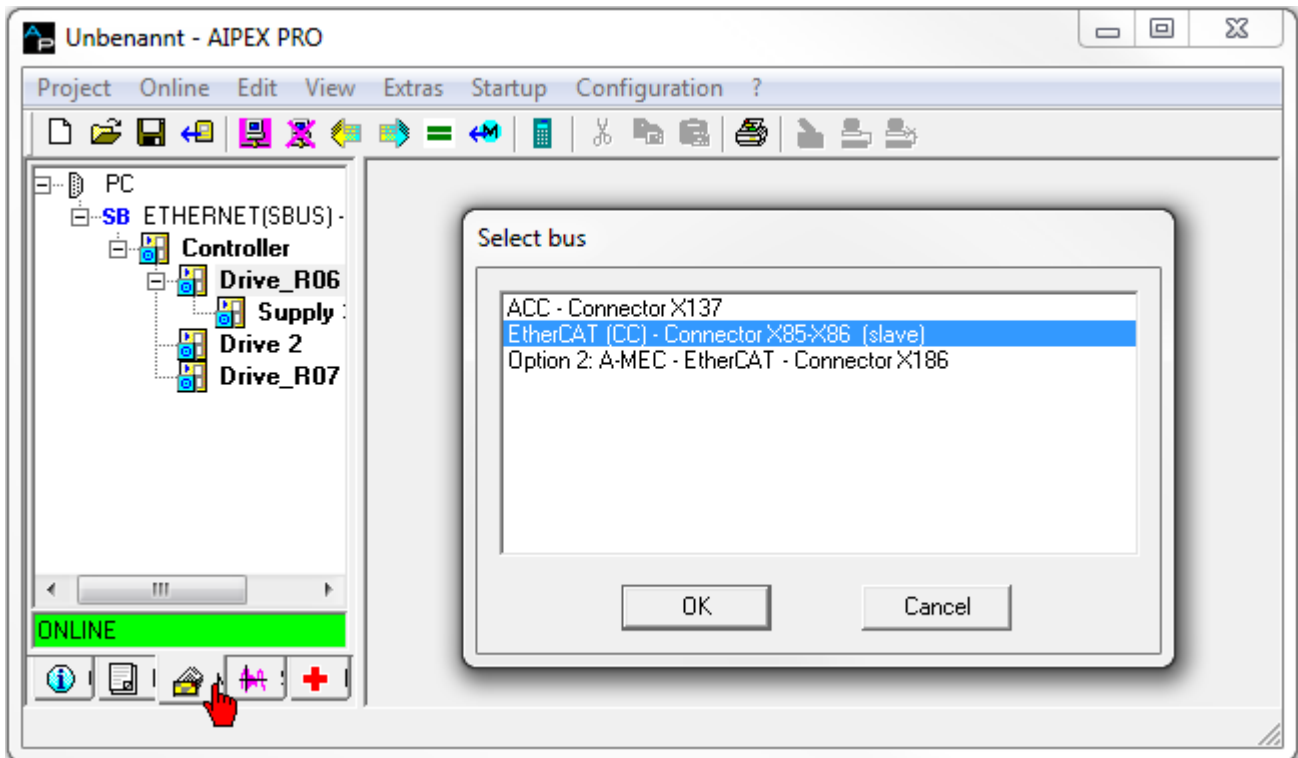 Unbenannt - AIPEX PRO
Project Online Edit View Extras Startup Configuration ?
PC
SB ETHERNET(SBUS) -
Controller
Drive_R06
Supply
Drive 2
Drive_R07
ONLINE
Select bus
ACC - Connector X137
EtherCAT (CC) - Connector X85-X86 (slave)
Option 2: A-MEC - EtherCAT - Connector X186
OK Cancel